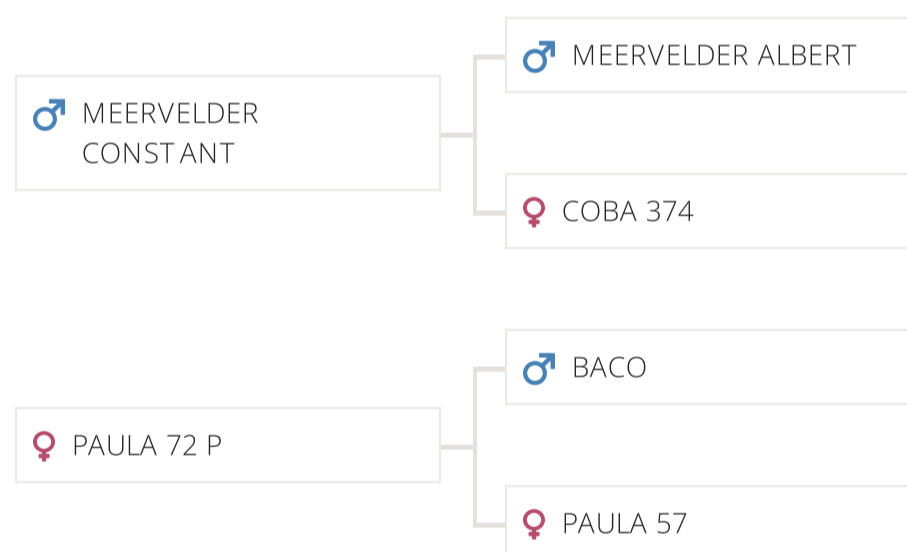 MEERVELDER ALBERT
MEERVELDER
CONSTANT
COBA 374
BACO
PAULA 72 P
PAULA 57